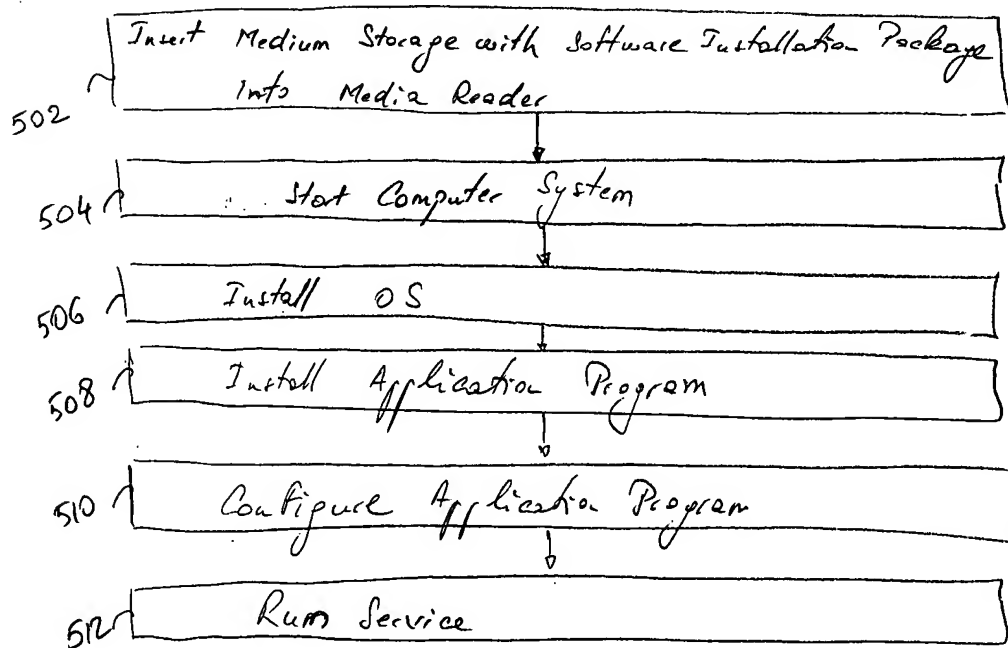 Insert Medium Storage with Software Installation Package
Into Media Reader
502
Start Computer System
504
Install OS
506
Install Application Program
508
Configure Application Program
510
Run Service
512